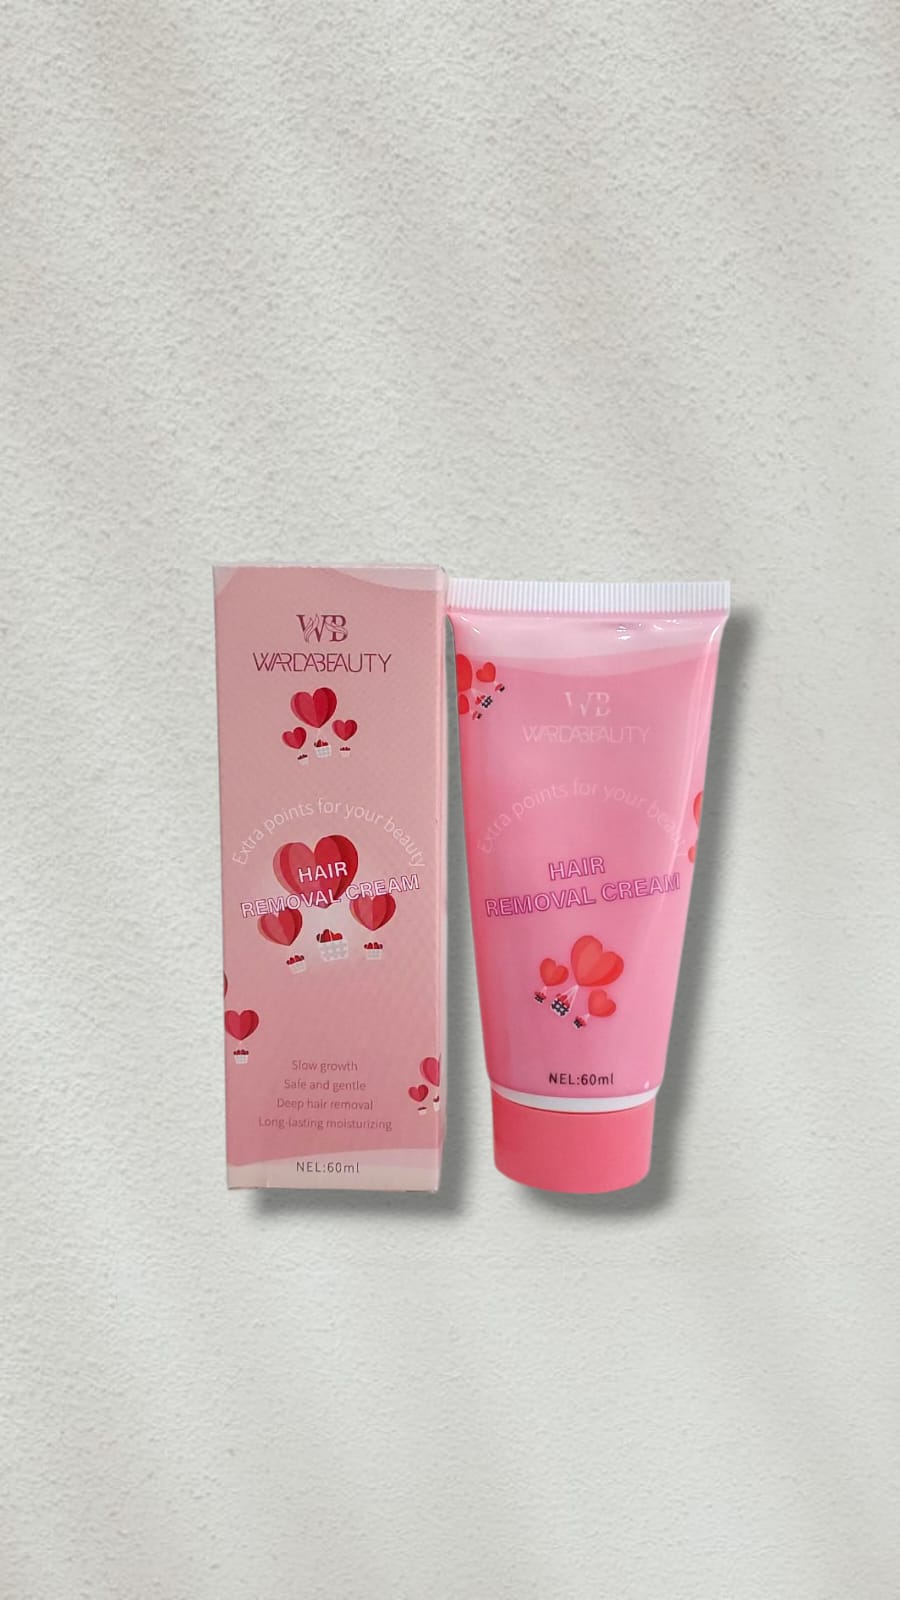 WB
WARDABEAUTY
Extra points for your beauty
HAIR
REMOVAL CREAM
Slow growth
Safe and gentle
Deep hair removal
Long-lasting moisturizing
NEL:60ml
WB
WARDABEAUTY
Extra points for your beauty
HAIR
REMOVAL CREAM
NEL:60ml